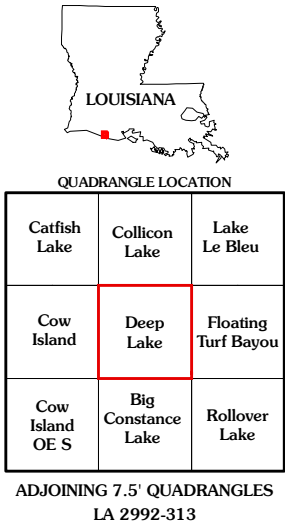 LOUISIANA
QUADRANGLE LOCATION
Catfish
Lake
Collicon
Lake
Lake
Le Bleu
Cow
Island
Deep
Lake
Floating
Turf Bayou
Cow
Island
OE S
Big
Constance
Lake
Rollover
Lake
ADJOINING 7.5' QUADRANGLES
LA 2992-313